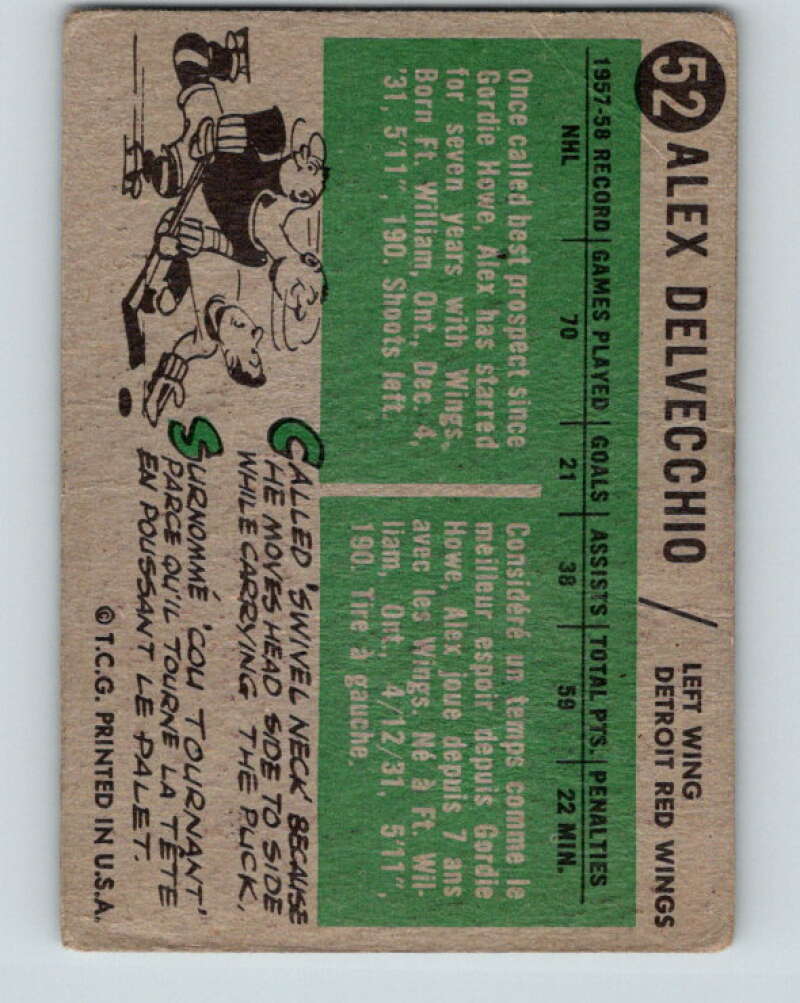 52 ALEX DELVECCHIO / LEFT WING
DETROIT RED WINGS
1957-58 RECORD | GAMES PLAYED | GOALS | ASSISTS | TOTAL PTS. | PENALTIES
NHL 70 21 38 59 22 MIN.
Once called best prospect since
Gordie Howe, Alex has starred
for seven years with Wings.
Born Ft. William, Ont., Dec. 4,
'31, 5'11", 190. Shoots left.
Considéré un temps comme le
meilleur espoir depuis Gordie
Howe, Alex joue depuis 7 ans
avec les Wings. Né à Ft. Wil-
liam, Ont., 4/12/31, 5'11",
190. Tire à gauche.
CALLED 'SWIVEL NECK' BECAUSE
HE MOVES HEAD SIDE TO SIDE
WHILE CARRYING THE PUCK.
SURNOMMÉ 'COU TOURNANT'
PARCE QU'IL TOURNE LA TÊTE
EN POUSSANT LE PALET.
© T.C.G. PRINTED IN U.S.A.